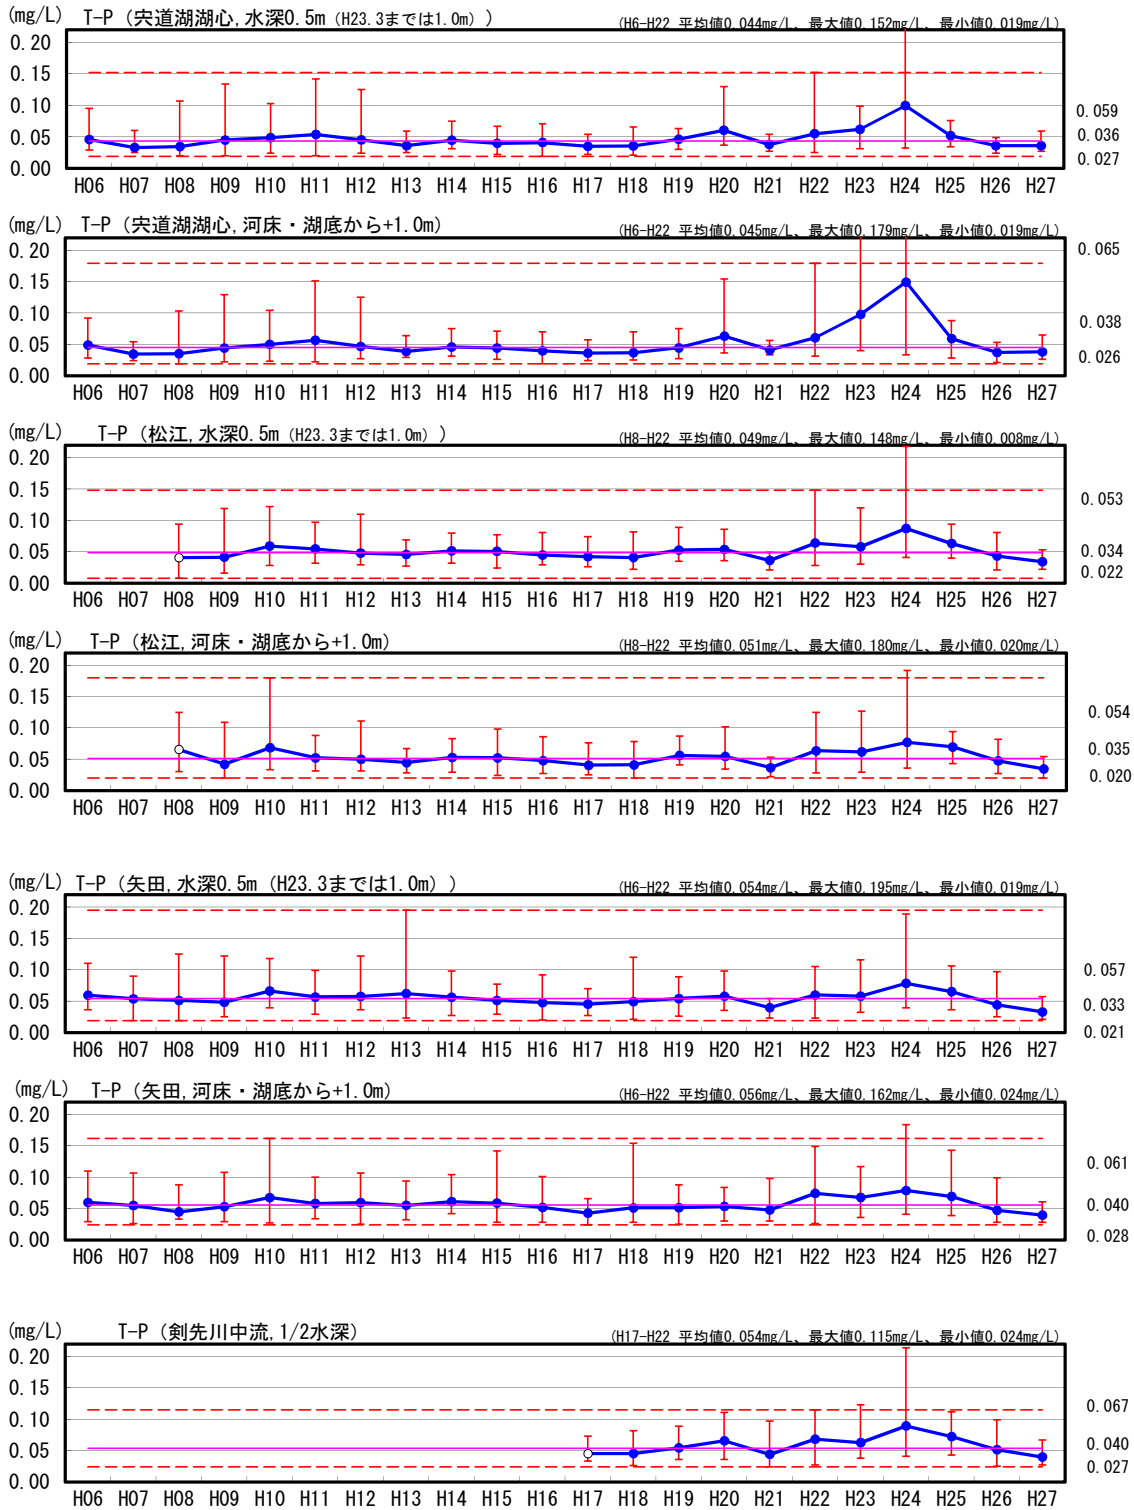 (mg/L) T-P (宍道湖湖心,水深0.5m (H23.3までは1.0m) ) (H6-H22 平均値0.044mg/L、最大値0.152mg/L、最小値0.019mg/L)
0.20
0.15
0.10 0.059
0.05 0.036
0.00 0.027
H06 H07 H08 H09 H10 H11 H12 H13 H14 H15 H16 H17 H18 H19 H20 H21 H22 H23 H24 H25 H26 H27
(mg/L) T-P (宍道湖湖心,河床・湖底から+1.0m) (H6-H22 平均値0.045mg/L、最大値0.179mg/L、最小値0.019mg/L)
0.20 0.065
0.15
0.10 0.038
0.05 0.026
0.00
H06 H07 H08 H09 H10 H11 H12 H13 H14 H15 H16 H17 H18 H19 H20 H21 H22 H23 H24 H25 H26 H27
(mg/L) T-P (松江,水深0.5m (H23.3までは1.0m) ) (H8-H22 平均値0.049mg/L、最大値0.148mg/L、最小値0.008mg/L)
0.20
0.15 0.053
0.10
0.05 0.034
0.00 0.022
H06 H07 H08 H09 H10 H11 H12 H13 H14 H15 H16 H17 H18 H19 H20 H21 H22 H23 H24 H25 H26 H27
(mg/L) T-P (松江,河床・湖底から+1.0m) (H8-H22 平均値0.051mg/L、最大値0.180mg/L、最小値0.020mg/L)
0.20
0.15 0.054
0.10
0.05 0.035
0.00 0.020
H06 H07 H08 H09 H10 H11 H12 H13 H14 H15 H16 H17 H18 H19 H20 H21 H22 H23 H24 H25 H26 H27
(mg/L) T-P (矢田,水深0.5m (H23.3までは1.0m) ) (H6-H22 平均値0.054mg/L、最大値0.195mg/L、最小値0.019mg/L)
0.20
0.15
0.10 0.057
0.05 0.033
0.00 0.021
H06 H07 H08 H09 H10 H11 H12 H13 H14 H15 H16 H17 H18 H19 H20 H21 H22 H23 H24 H25 H26 H27
(mg/L) T-P (矢田,河床・湖底から+1.0m) (H6-H22 平均値0.056mg/L、最大値0.162mg/L、最小値0.024mg/L)
0.20
0.15 0.061
0.10
0.05 0.040
0.00 0.028
H06 H07 H08 H09 H10 H11 H12 H13 H14 H15 H16 H17 H18 H19 H20 H21 H22 H23 H24 H25 H26 H27
(mg/L) T-P (剣先川中流,1/2水深) (H17-H22 平均値0.054mg/L、最大値0.115mg/L、最小値0.024mg/L)
0.20
0.15 0.067
0.10
0.05 0.040
0.00 0.027
H06 H07 H08 H09 H10 H11 H12 H13 H14 H15 H16 H17 H18 H19 H20 H21 H22 H23 H24 H25 H26 H27